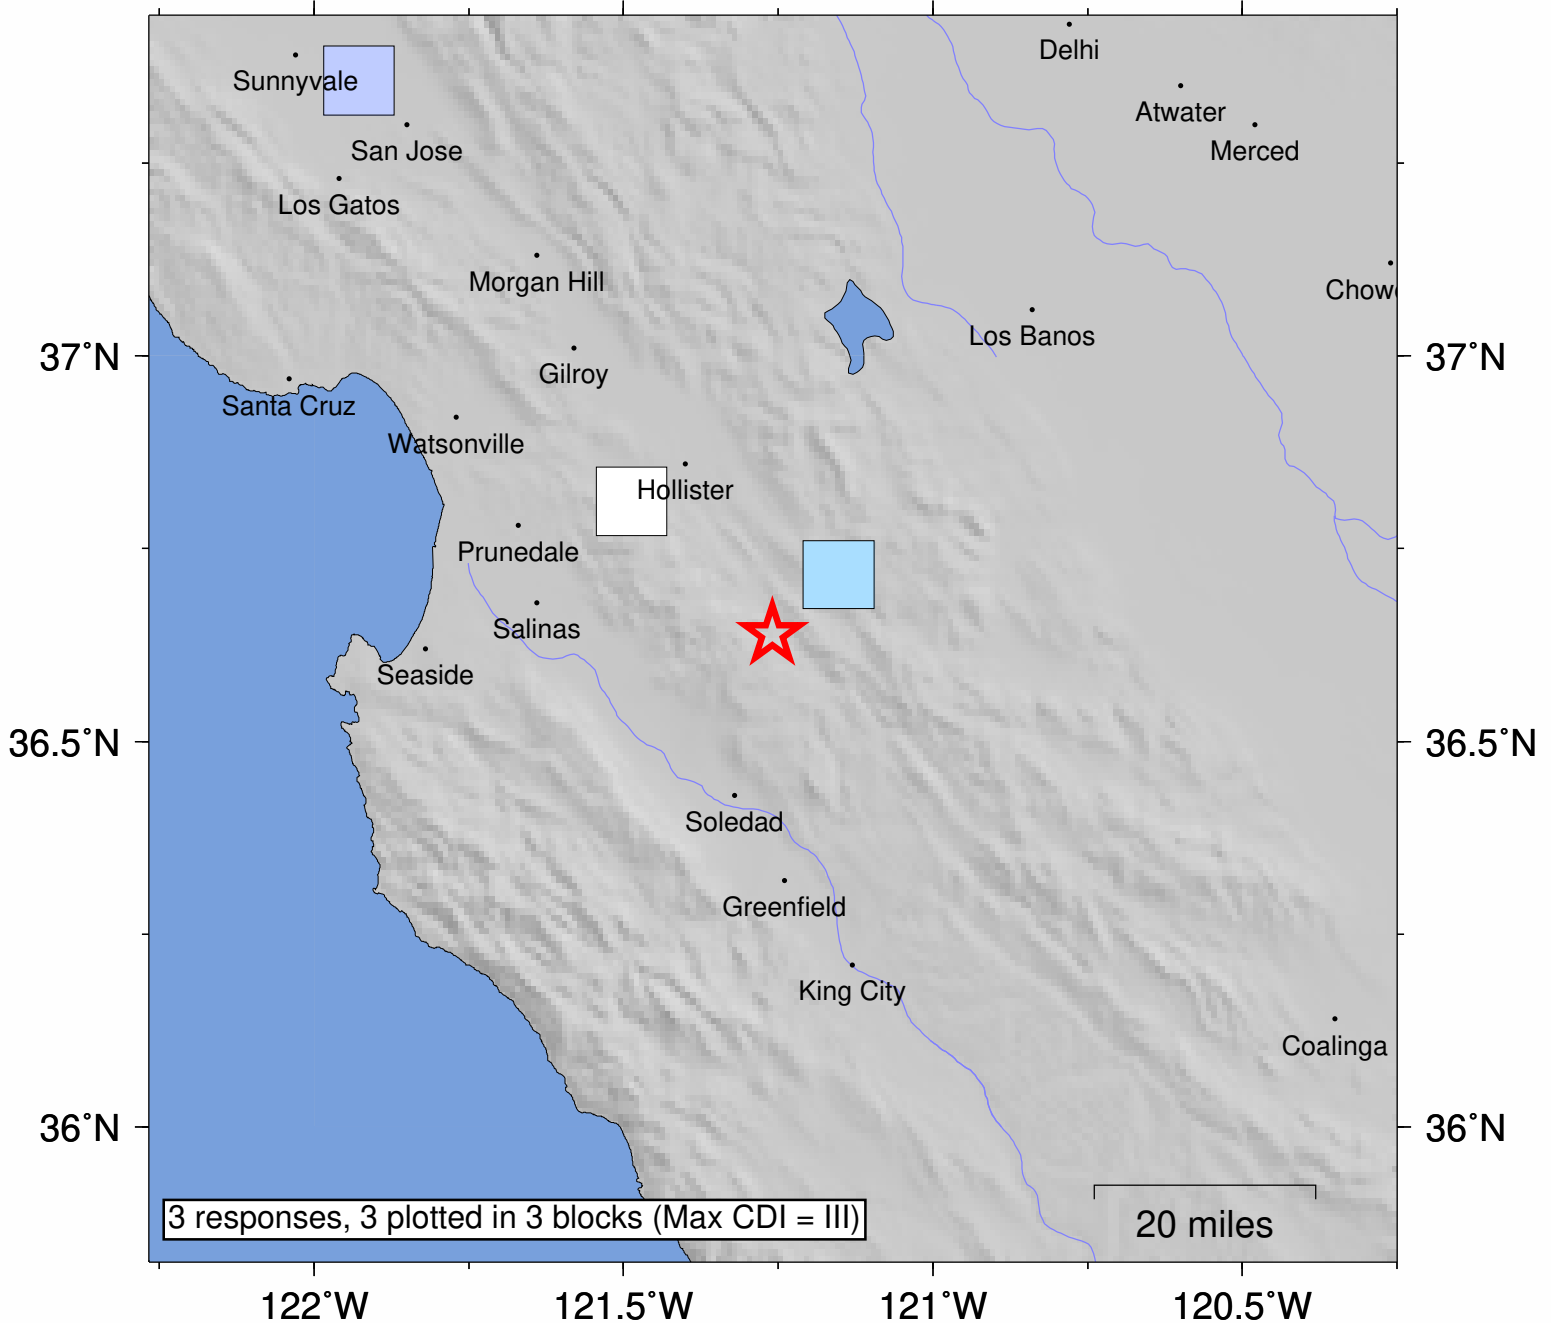 Delhi
Sunnyvale
Atwater
San Jose
Merced
Los Gatos
Morgan Hill
Chow
Los Banos
37°N
37°N
Gilroy
Santa Cruz
Watsonville
Hollister
Prunedale
Salinas
Seaside
36.5°N
36.5°N
Soledad
Greenfield
King City
Coalinga
36°N
36°N
3 responses, 3 plotted in 3 blocks (Max CDI = III)
20 miles
122°W
121.5°W
121°W
120.5°W